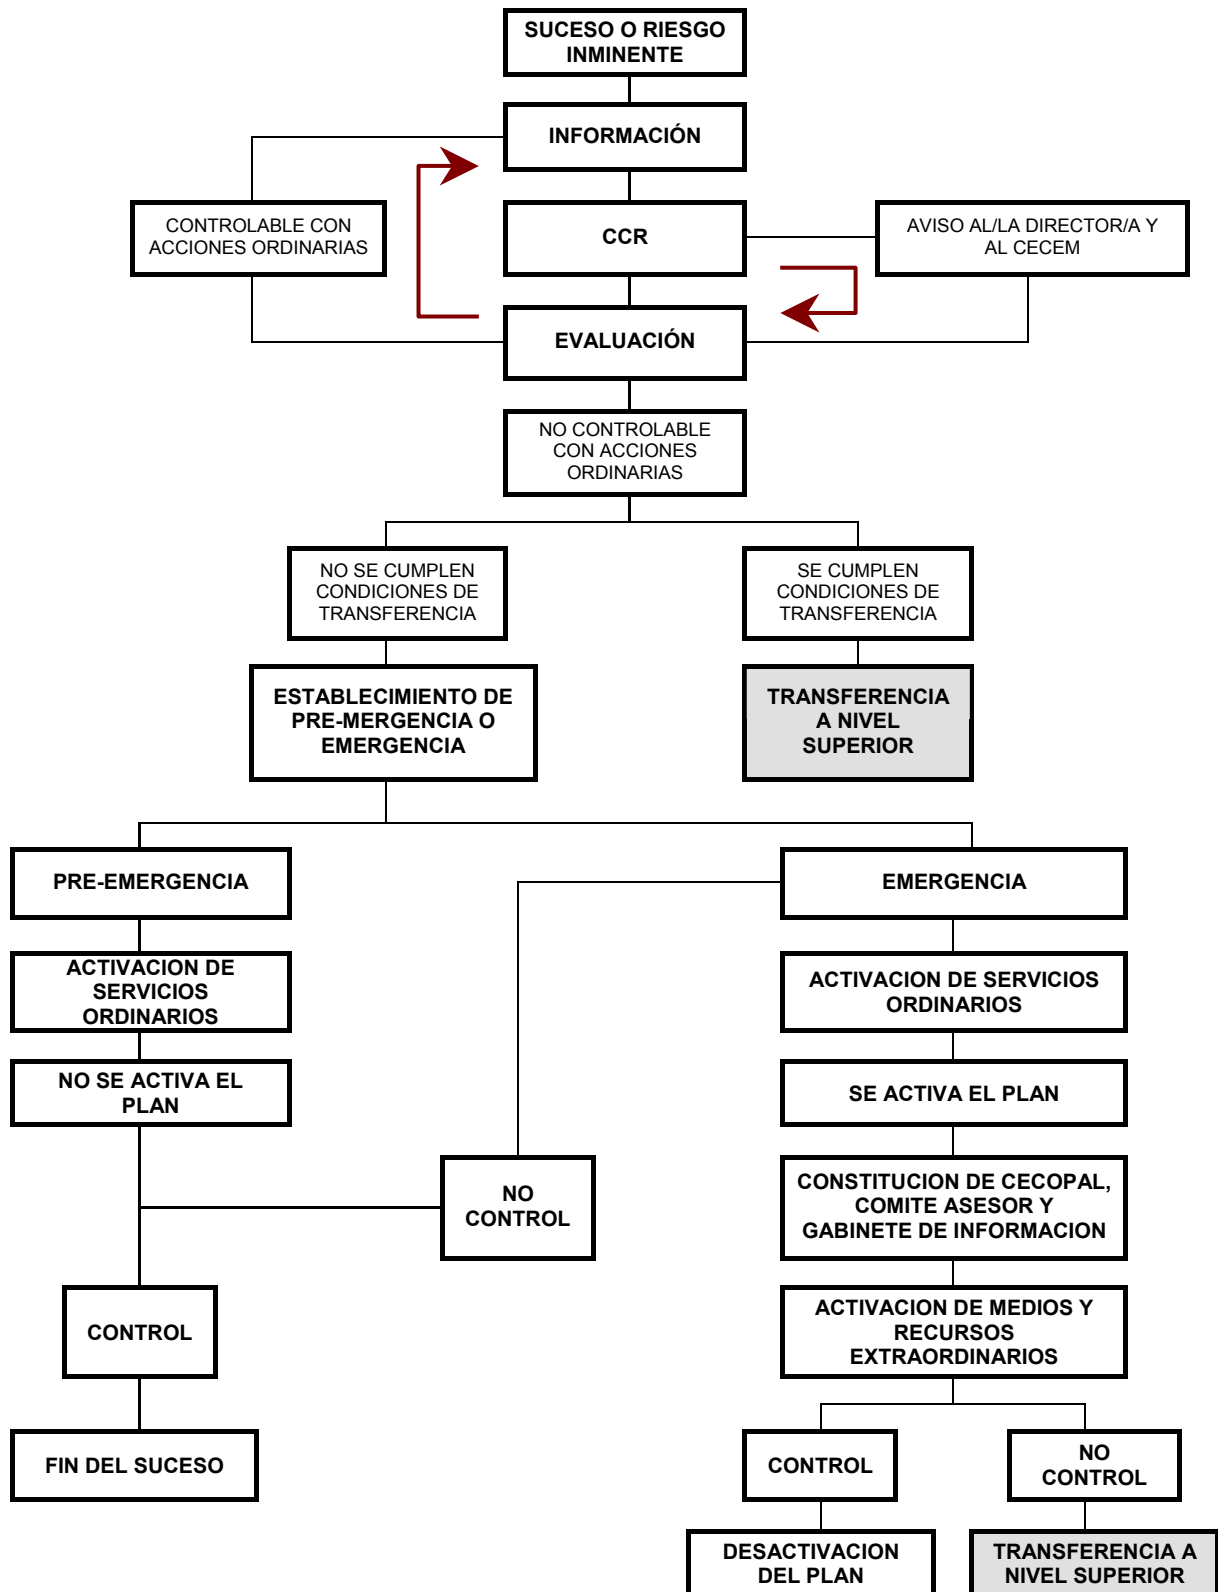 SUCESO O RIESGO
INMINENTE
INFORMACIÓN
CONTROLABLE CON
ACCIONES ORDINARIAS
CCR
AVISO AL/LA DIRECTOR/A Y
AL CECEM
EVALUACIÓN
NO CONTROLABLE
CON ACCIONES
ORDINARIAS
NO SE CUMPLEN
CONDICIONES DE
TRANSFERENCIA
SE CUMPLEN
CONDICIONES DE
TRANSFERENCIA
ESTABLECIMIENTO DE
PRE-MERGENCIA O
EMERGENCIA
TRANSFERENCIA
A NIVEL
SUPERIOR
PRE-EMERGENCIA
EMERGENCIA
ACTIVACION DE
SERVICIOS
ORDINARIOS
ACTIVACION DE SERVICIOS
ORDINARIOS
NO SE ACTIVA EL
PLAN
SE ACTIVA EL PLAN
NO
CONTROL
CONSTITUCION DE CECOPAL,
COMITE ASESOR Y
GABINETE DE INFORMACION
CONTROL
ACTIVACION DE MEDIOS Y
RECURSOS
EXTRAORDINARIOS
FIN DEL SUCESO
CONTROL
NO
CONTROL
DESACTIVACION
DEL PLAN
TRANSFERENCIA A
NIVEL SUPERIOR